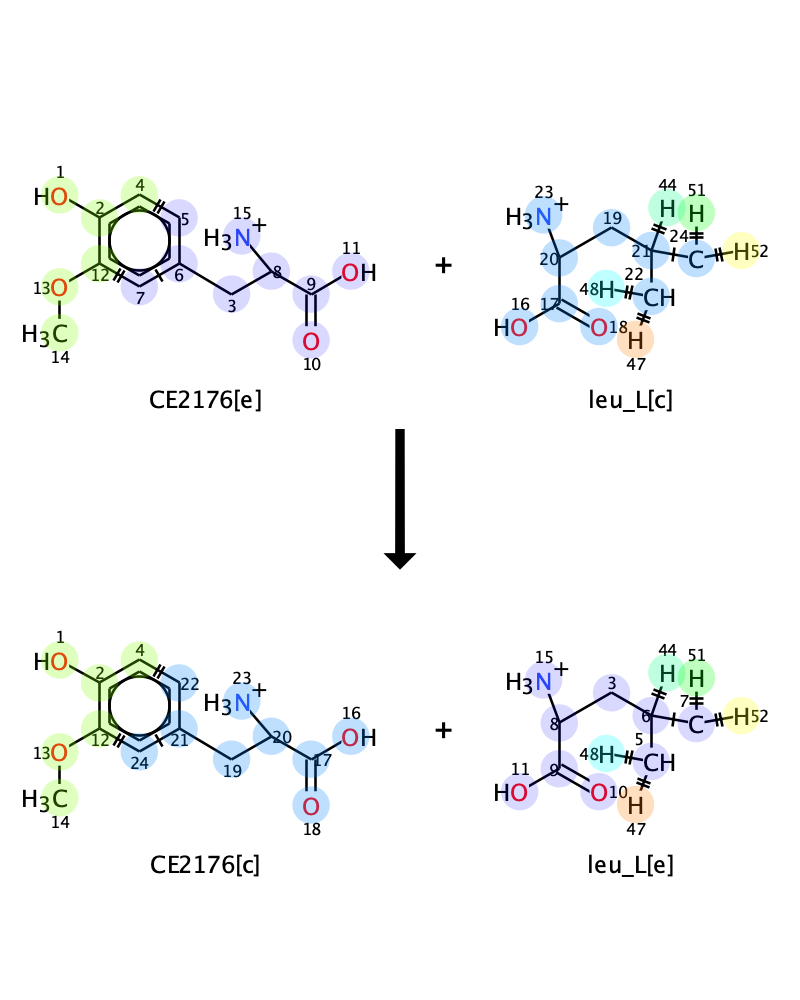 1
4
HO
2
5
15
H3N+
8
11
OH
12
6
9
13
O
7
3
H3C
14
O
10
CE2176[e]
+
23
H3N+
19
44
H
51
H
20
21
24
C
H52
22
48H
CH
16
HO
17
O18
H
47
leu_L[c]
1
4
HO
2
22
23
H3N+
20
16
OH
12
21
17
13
O
24
19
H3C
14
O
18
CE2176[c]
+
15
H3N+
3
44
H
51
H
8
6
7
C
H52
5
48H
CH
11
HO
9
O10
H
47
leu_L[e]